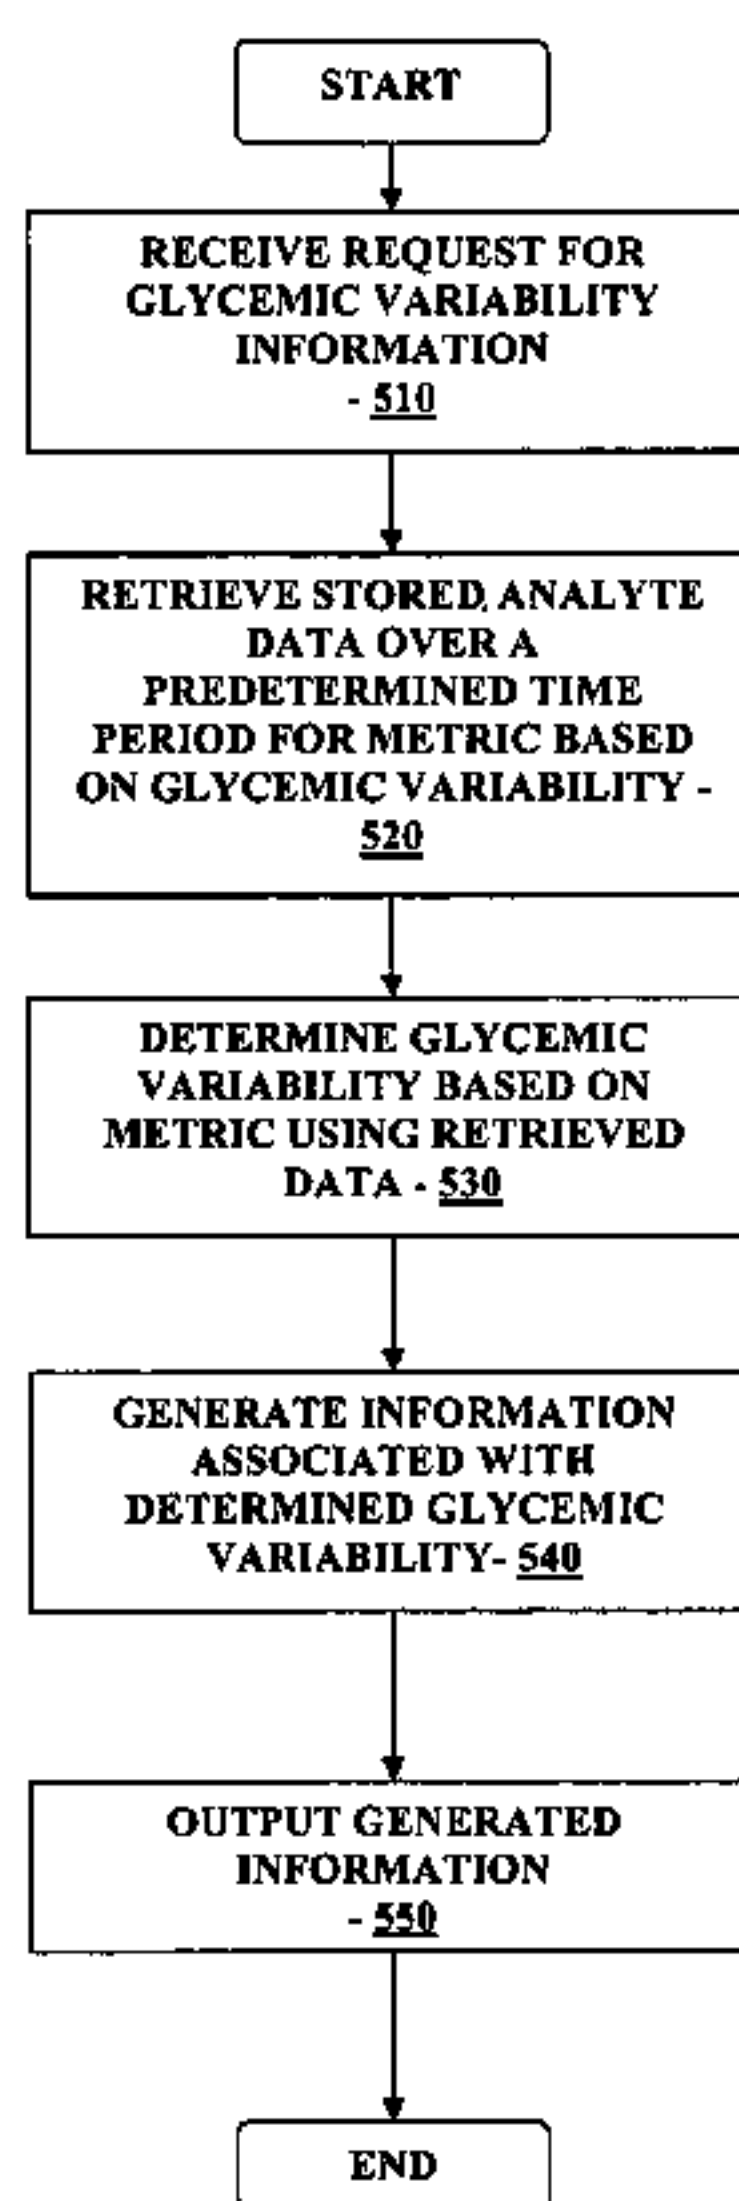 START
RECEIVE REQUEST FOR
GLYCEMIC VARIABILITY
INFORMATION
- 510
RETRIEVE STORED ANALYTE
DATA OVER A
PREDETERMINED TIME
PERIOD FOR METRIC BASED
ON GLYCEMIC VARIABILITY -
520
DETERMINE GLYCEMIC
VARIABILITY BASED ON
METRIC USING RETRIEVED
DATA - 530
GENERATE INFORMATION
ASSOCIATED WITH
DETERMINED GLYCEMIC
VARIABILITY- 540
OUTPUT GENERATED
INFORMATION
- 550
END